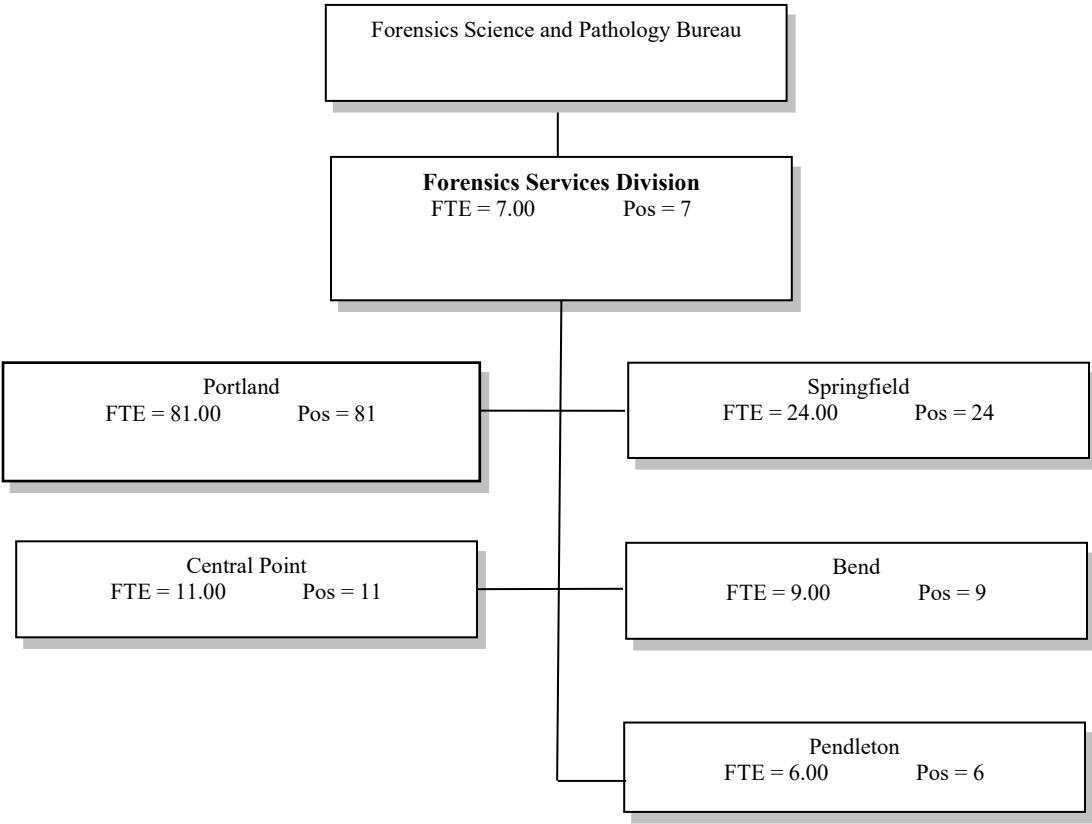 Forensics Science and Pathology Bureau
Forensics Services Division
FTE = 7.00 Pos = 7
Portland
FTE = 81.00 Pos = 81
Springfield
FTE = 24.00 Pos = 24
Central Point
FTE = 11.00 Pos = 11
Bend
FTE = 9.00 Pos = 9
Pendleton
FTE = 6.00 Pos = 6